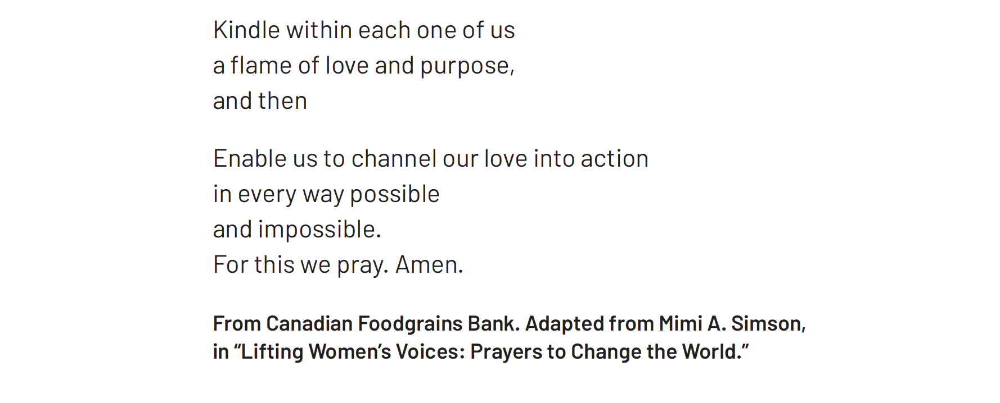 Kindle within each one of us
a flame of love and purpose,
and then
Enable us to channel our love into action
in every way possible
and impossible.
For this we pray. Amen.
From Canadian Foodgrains Bank. Adapted from Mimi A. Simson,
in “Lifting Women’s Voices: Prayers to Change the World.”